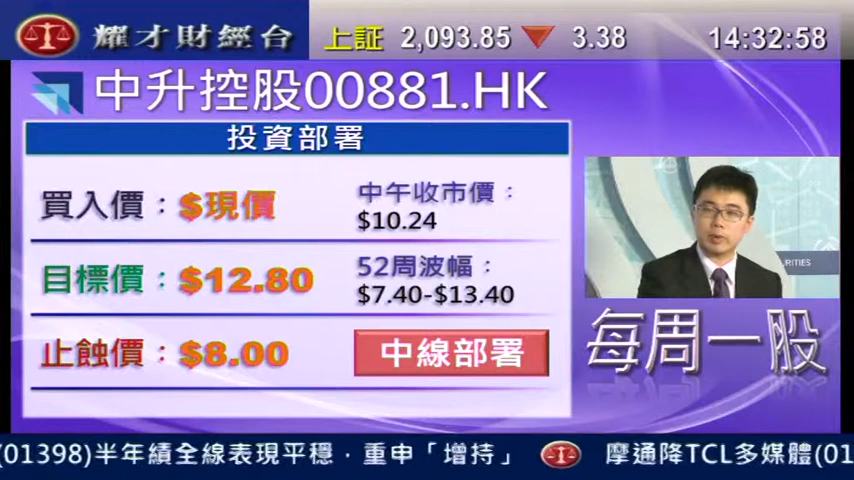 耀才財經台
上証 2,093.85 3.38 14:32:58
中升控股00881.HK
投資部署
買入價：$現價
中午收市價：
$10.24
目標價：$12.80
52周波幅：
$7.40-$13.40
止蝕價：$8.00
中線部署
RITIES
每周一股
(01398)半年績全線表現平穩．重申「增持」 摩通降TCL多媒體(01